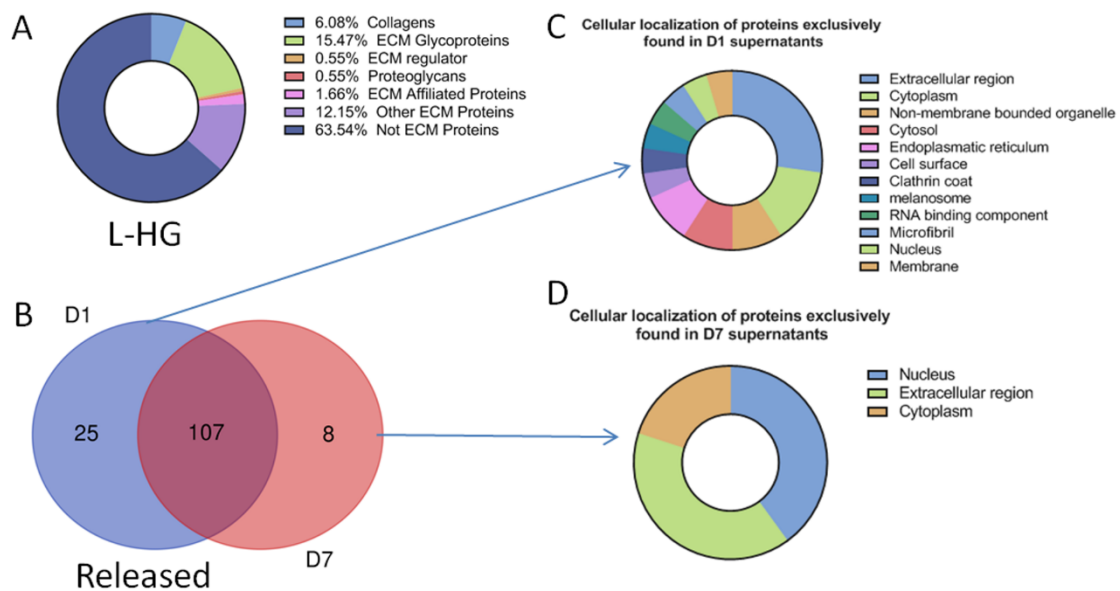 A
6.08% Collagens
15.47% ECM Glycoproteins
0.55% ECM regulator
0.55% Proteoglycans
1.66% ECM Affiliated Proteins
12.15% Other ECM Proteins
63.54% Not ECM Proteins
L-HG
B
D1
25
107
8
D7
Released
C
Cellular localization of proteins exclusively
found in D1 supernatants
Extracellular region
Cytoplasm
Non-membrane bounded organelle
Cytosol
Endoplasmatic reticulum
Cell surface
Clathrin coat
melanosome
RNA binding component
Microfibril
Nucleus
Membrane
D
Cellular localization of proteins exclusively
found in D7 supernatants
Nucleus
Extracellular region
Cytoplasm